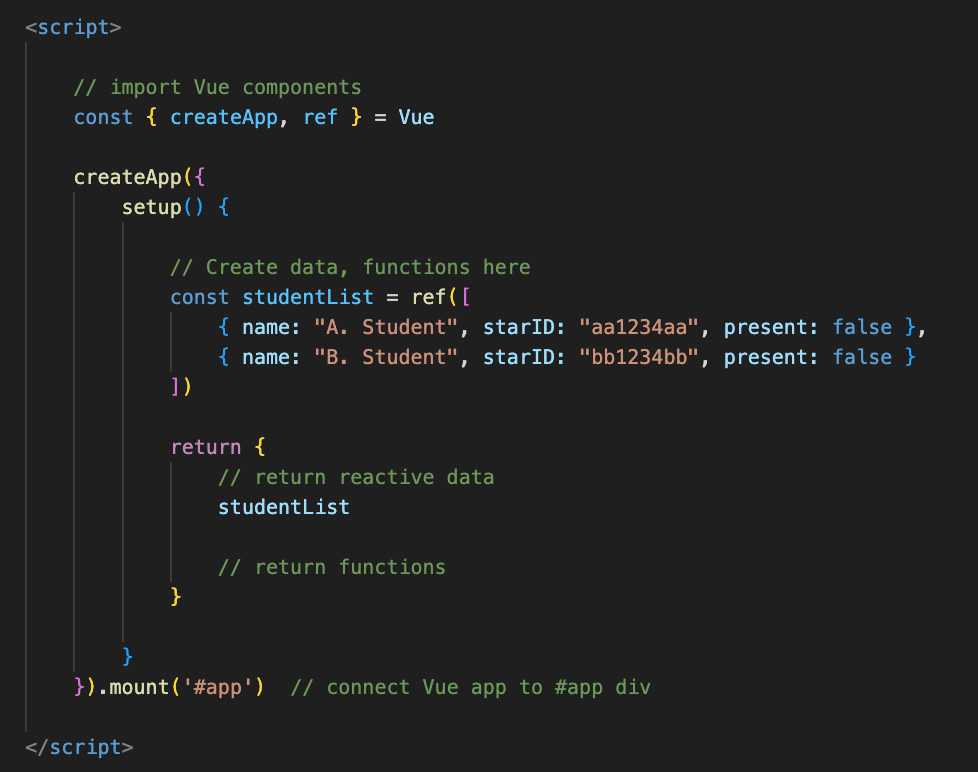 <script>
// import Vue components
const { createApp, ref } = Vue
createApp({
setup() {
// Create data, functions here
const studentList = ref([
{ name: "A. Student", starID: "aa1234aa", present: false },
{ name: "B. Student", starID: "bb1234bb", present: false }
])
return {
// return reactive data
studentList
// return functions
}
}
}).mount('#app')  // connect Vue app to #app div
</script>